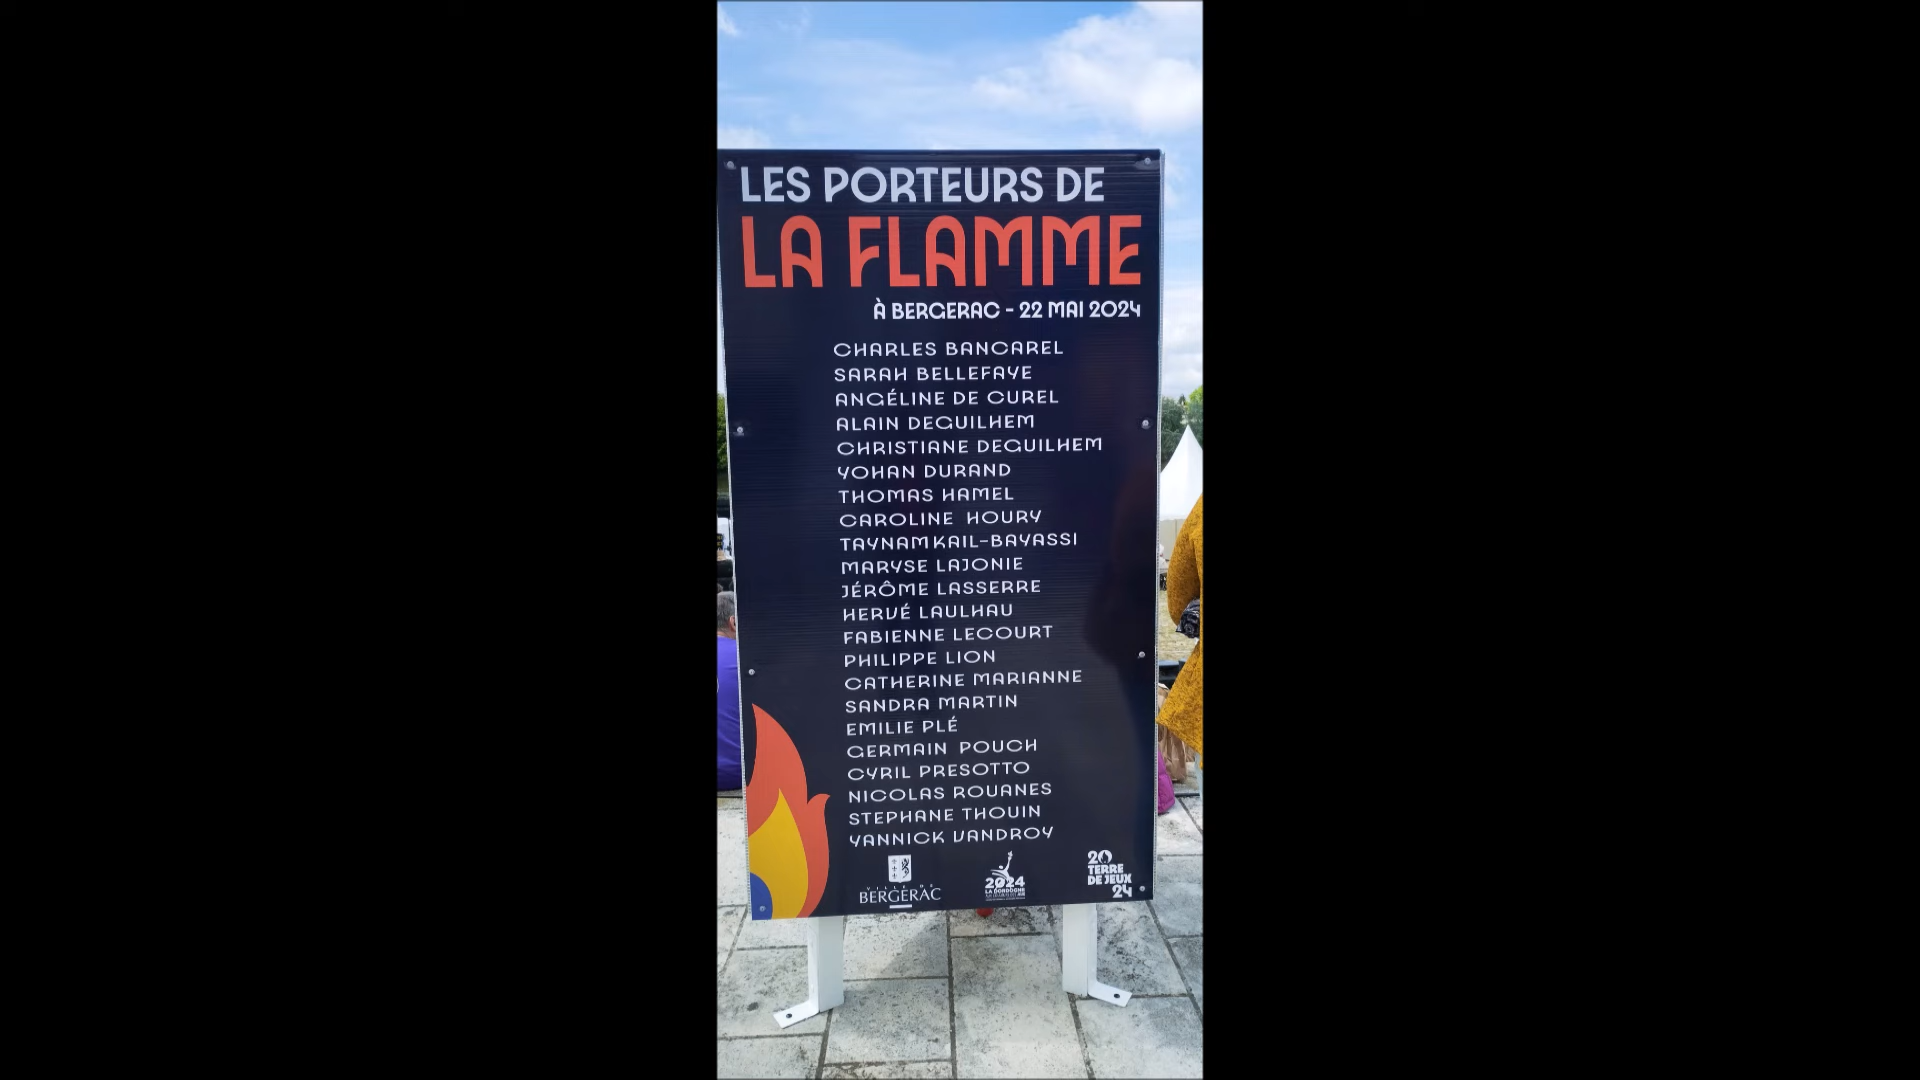 LES PORTEURS DE
LA FLAMME
À BERGERAC - 22 MAI 2024
CHARLES BANCAREL
SARAH BELLEFAYE
ANGÉLINE DE CUREL
ALAIN DEGUILHEM
CHRISTIANE DEGUILHEM
YOHAN DURAND
THOMAS HAMEL
CAROLINE HOURY
TAYNAM KAIL-BAYASSI
MARYSE LAJONIE
JÉRÔME LASSERRE
HERVÉ LAULHAU
FABIENNE LECOURT
PHILIPPE LION
CATHERINE MARIANNE
SANDRA MARTIN
EMILIE PLÉ
GERMAIN POUCH
CYRIL PRESOTTO
NICOLAS ROUANES
STEPHANE THOUIN
YANNICK VANDROY
VILLE DE
BERGERAC
2024
LA DORDOGNE
20
TERRE
DE JEUX
24